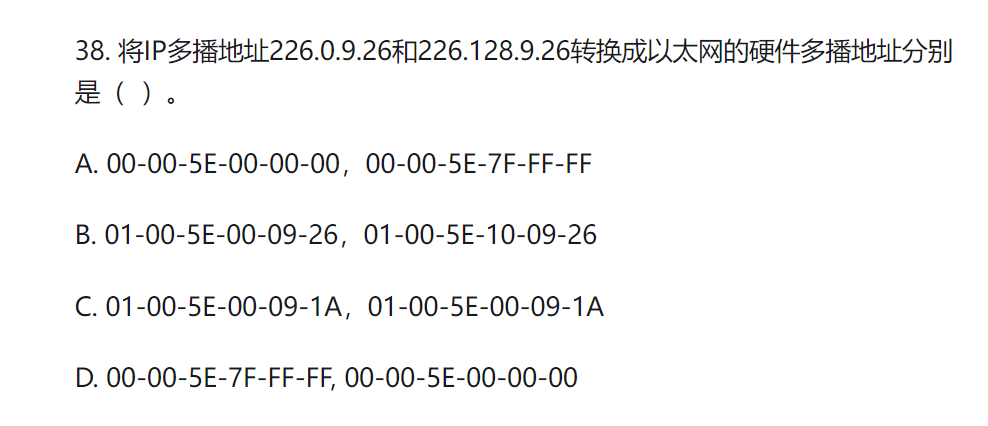 38. 将IP多播地址226.0.9.26和226.128.9.26转换成以太网的硬件多播地址分别
是（  ）。
A. 00-00-5E-00-00-00，00-00-5E-7F-FF-FF
B. 01-00-5E-00-09-26，01-00-5E-10-09-26
C. 01-00-5E-00-09-1A，01-00-5E-00-09-1A
D. 00-00-5E-7F-FF-FF, 00-00-5E-00-00-00